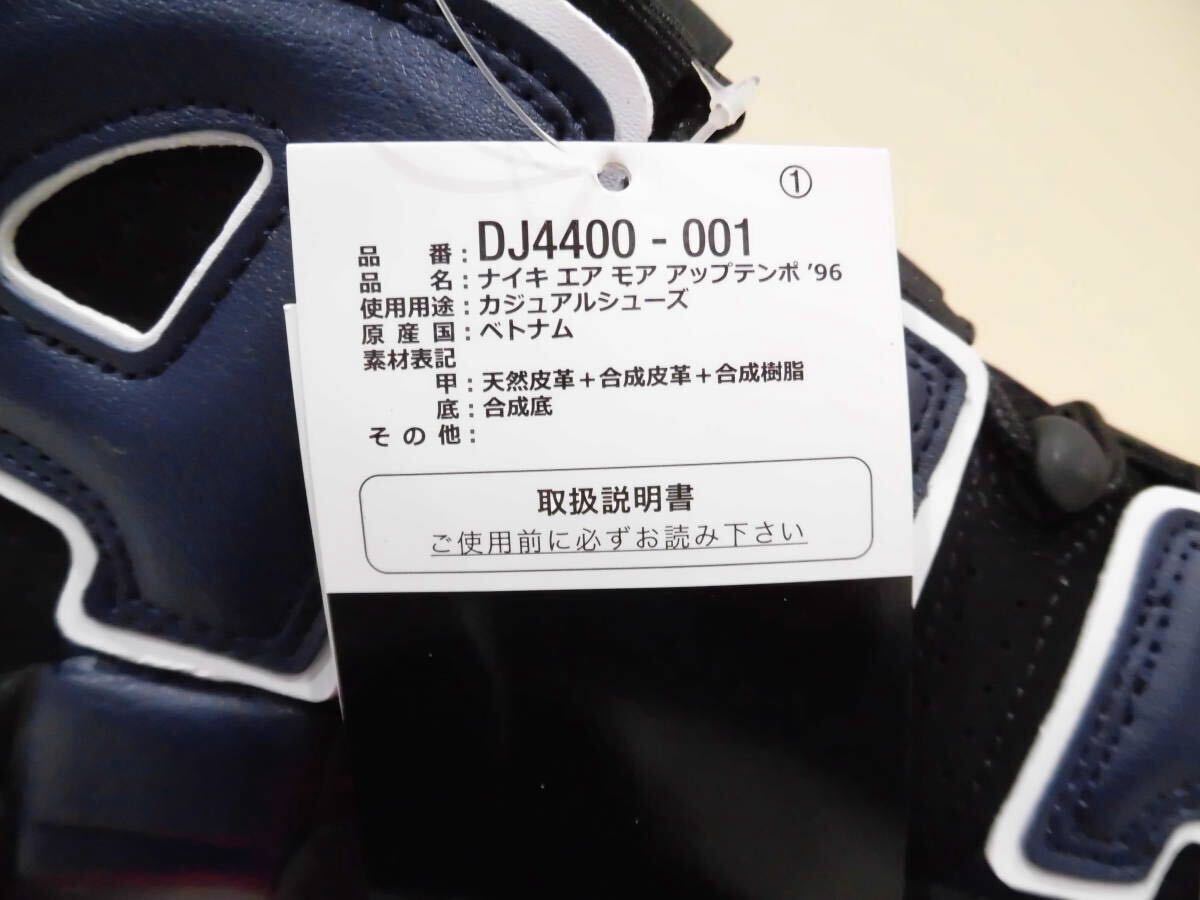 ①
品 番：DJ4400 - 001
品 名：ナイキ エア モア アップテンポ ’96
使用用途：カジュアルシューズ
原 産 国：ベトナム
素材表記
甲：天然皮革＋合成皮革＋合成樹脂
底：合成底
そ の 他：
取扱説明書
ご使用前に必ずお読み下さい